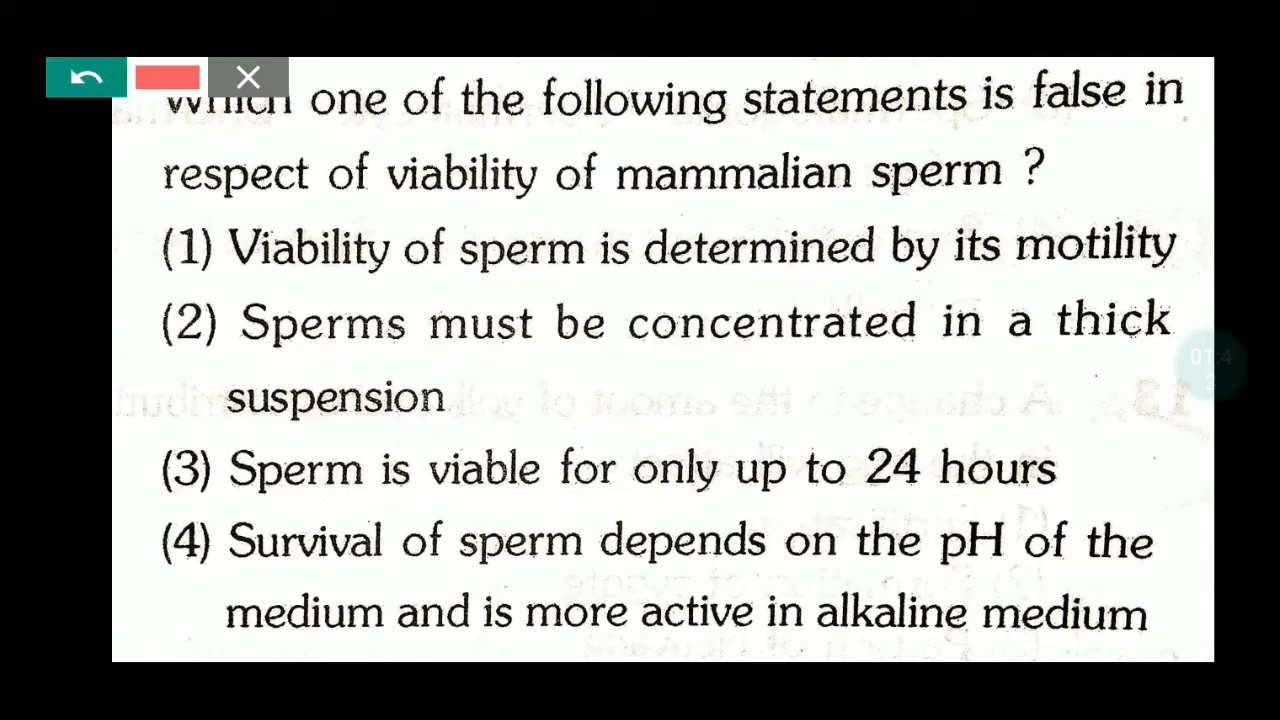 Which one of the following statements is false in
respect of viability of mammalian sperm ?
(1) Viability of sperm is determined by its motility
(2) Sperms must be concentrated in a thick
suspension
(3) Sperm is viable for only up to 24 hours
(4) Survival of sperm depends on the pH of the
medium and is more active in alkaline medium